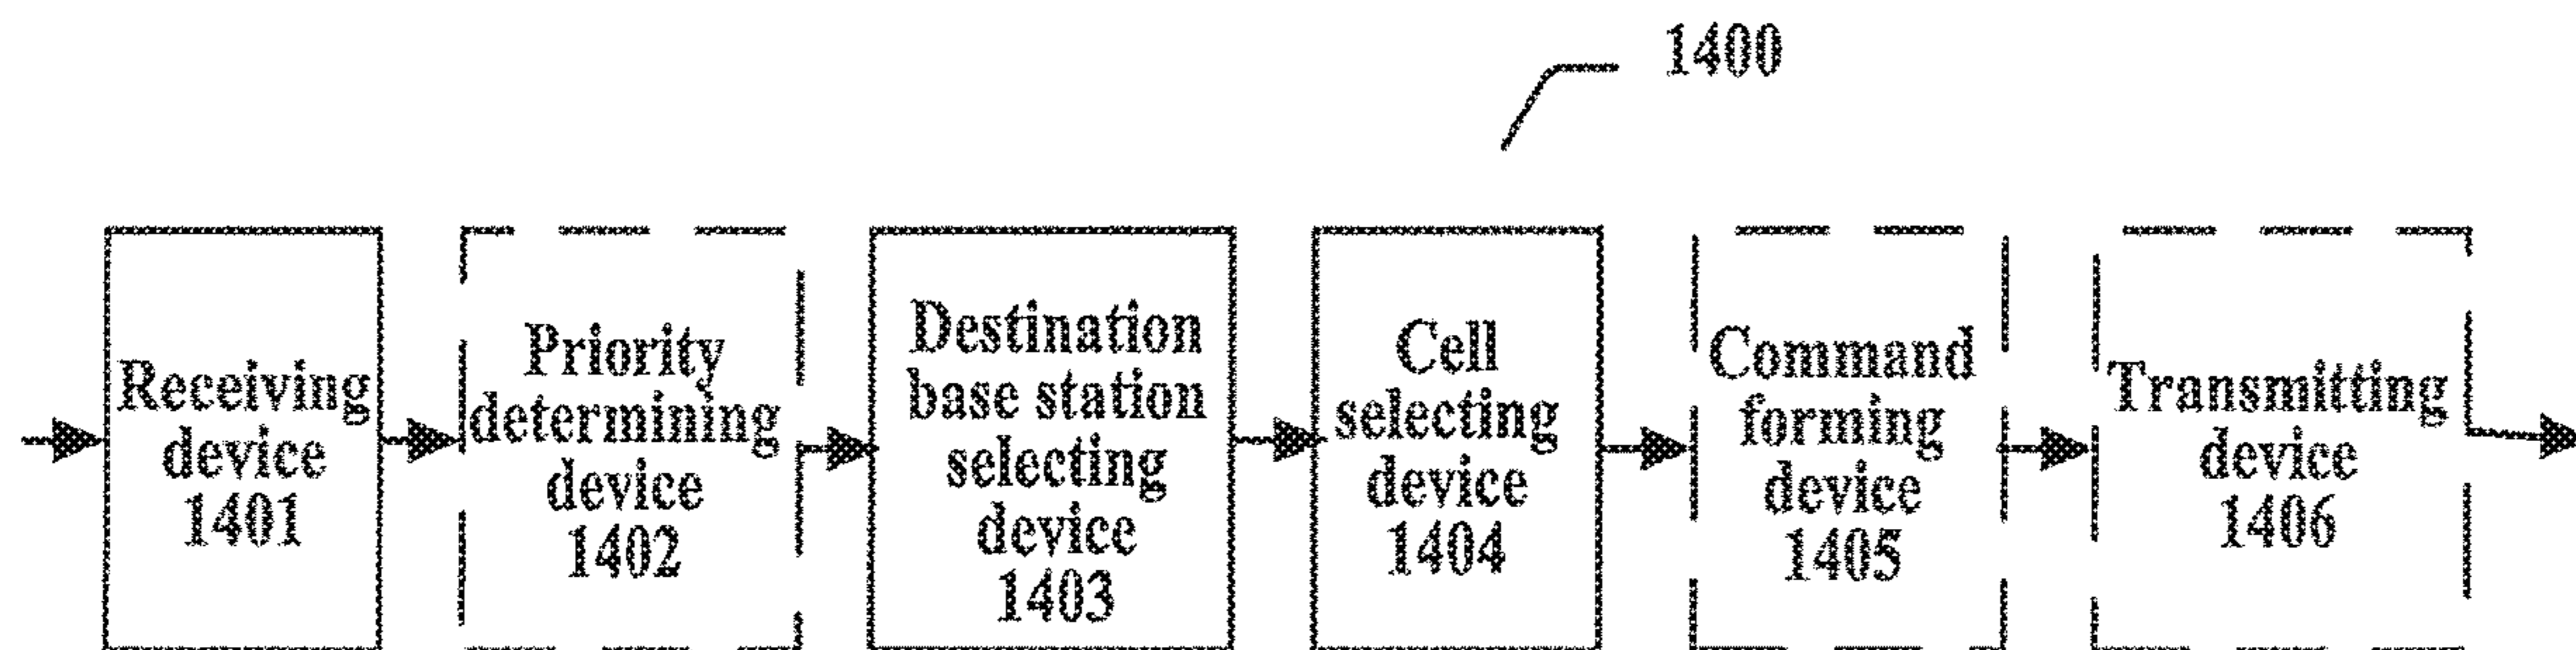 1400
Receiving
device
1401
Priority
determining
device
1402
Destination
base station
selecting
device
1403
Cell
selecting
device
1404
Command
forming
device
1405
Transmitting
device
1406